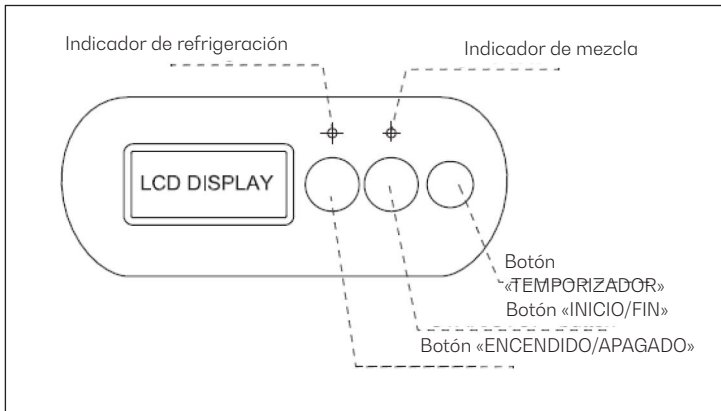 Indicador de refrigeración
Indicador de mezcla
LCD DISPLAY
Botón
«TEMPORIZADOR»
Botón «INICIO/FIN»
Botón «ENCENDIDO/APAGADO»